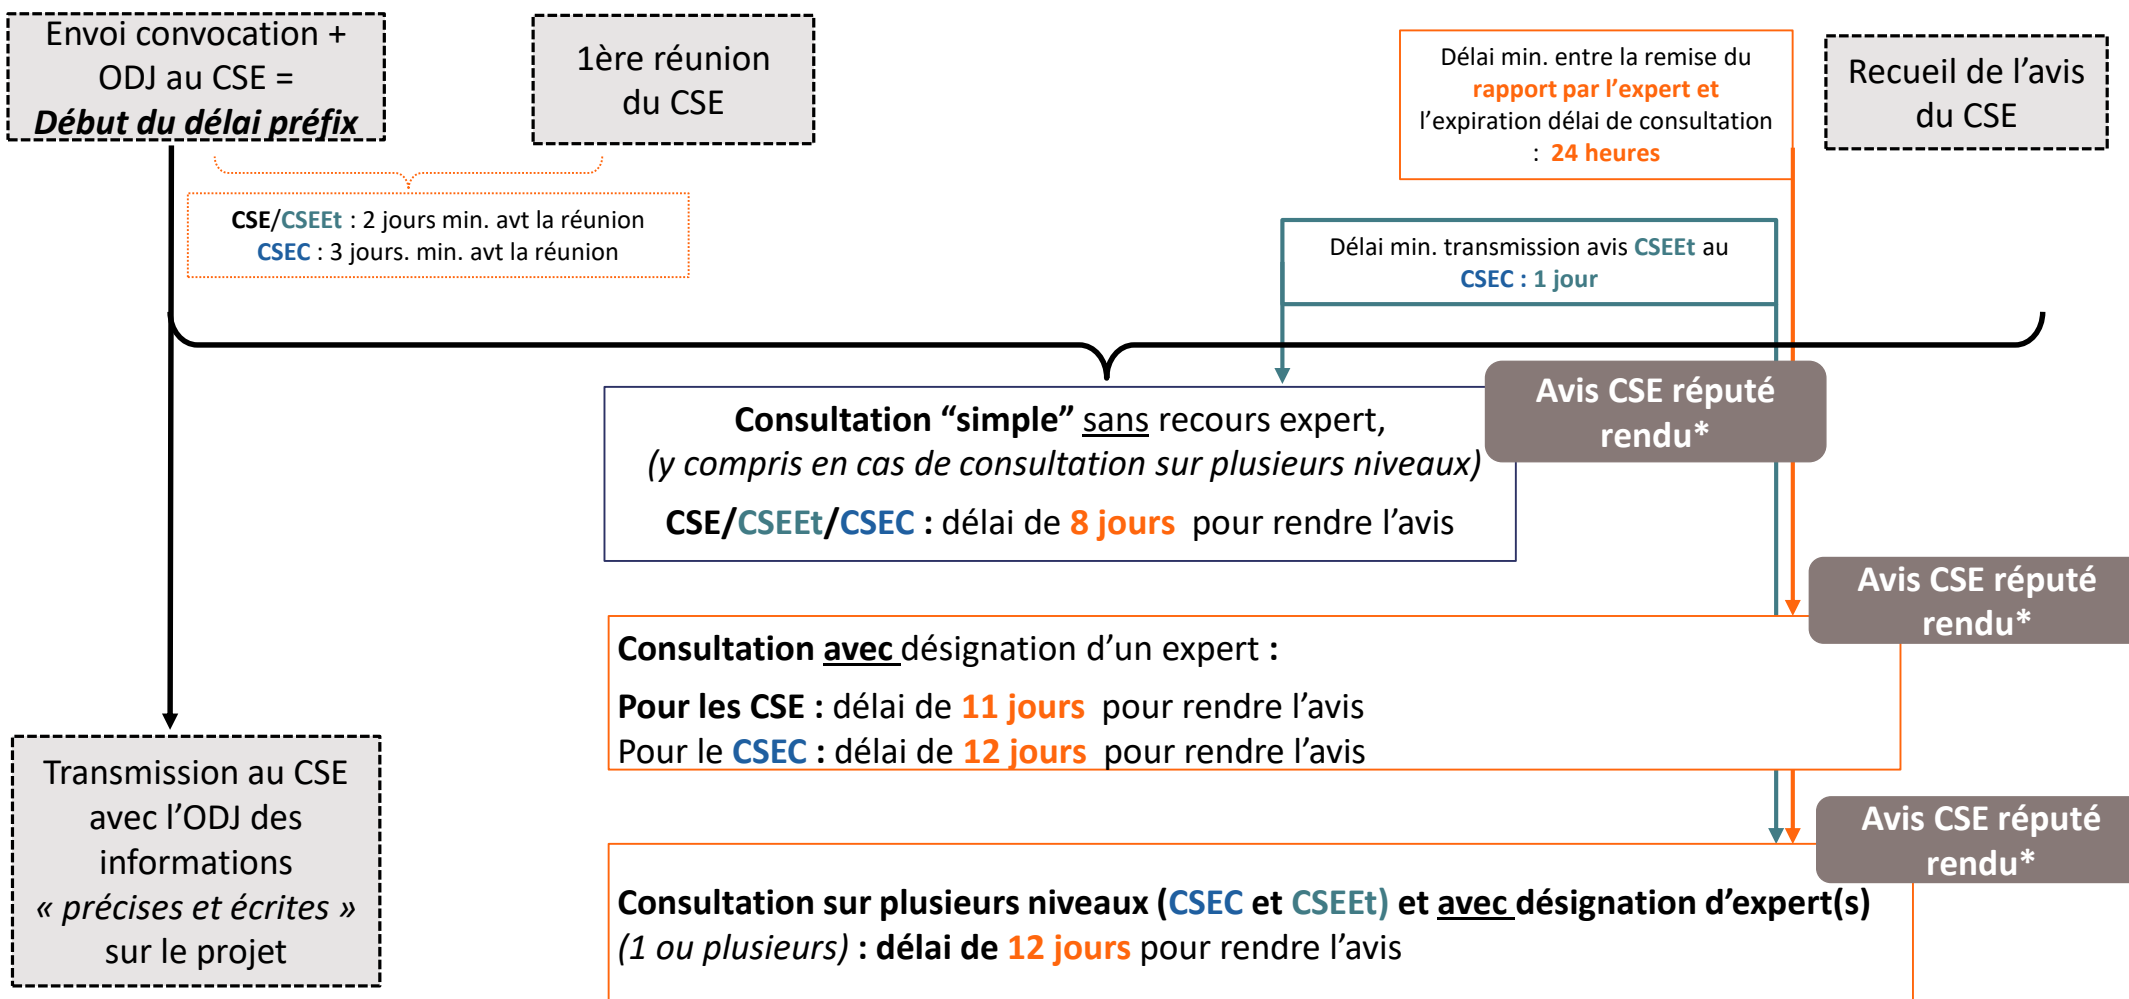 Envoi convocation +
ODJ au CSE =
Début du délai préfix
1ère réunion
du CSE
Délai min. entre la remise du
rapport par l’expert et
l’expiration délai de consultation
: 24 heures
Recueil de l’avis
du CSE
CSE/CSEEt : 2 jours min. avt la réunion
CSEC : 3 jours. min. avt la réunion
Délai min. transmission avis CSEEt au
CSEC : 1 jour
Avis CSE réputé
rendu*
Consultation “simple” sans recours expert,
(y compris en cas de consultation sur plusieurs niveaux)
CSE/CSEEt/CSEC : délai de 8 jours pour rendre l’avis
Avis CSE réputé
rendu*
Consultation avec désignation d’un expert :
Pour les CSE : délai de 11 jours pour rendre l’avis
Pour le CSEC : délai de 12 jours pour rendre l’avis
Transmission au CSE
avec l’ODJ des
informations
« précises et écrites »
sur le projet
Avis CSE réputé
rendu*
Consultation sur plusieurs niveaux (CSEC et CSEEt) et avec désignation d’expert(s)
(1 ou plusieurs) : délai de 12 jours pour rendre l’avis